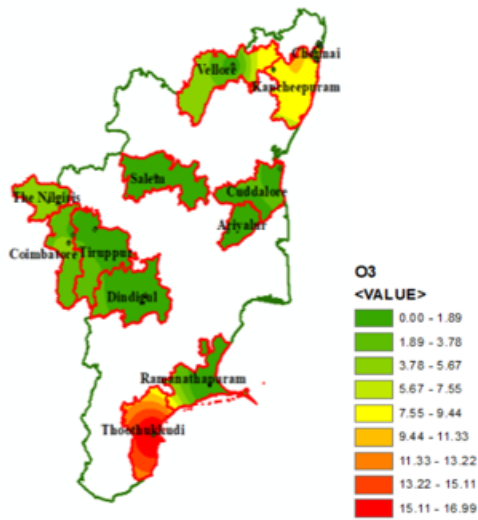 Chennai
Vellore
Kancheepuram
Salem
The Nilgiris
Cuddalore
Ariyalur
Coimbatore
Tiruppur
Dindigul
Ramanathapuram
Thoothukkudi
O3
<VALUE>
0.00 - 1.89
1.89 - 3.78
3.78 - 5.67
5.67 - 7.55
7.55 - 9.44
9.44 - 11.33
11.33 - 13.22
13.22 - 15.11
15.11 - 16.99